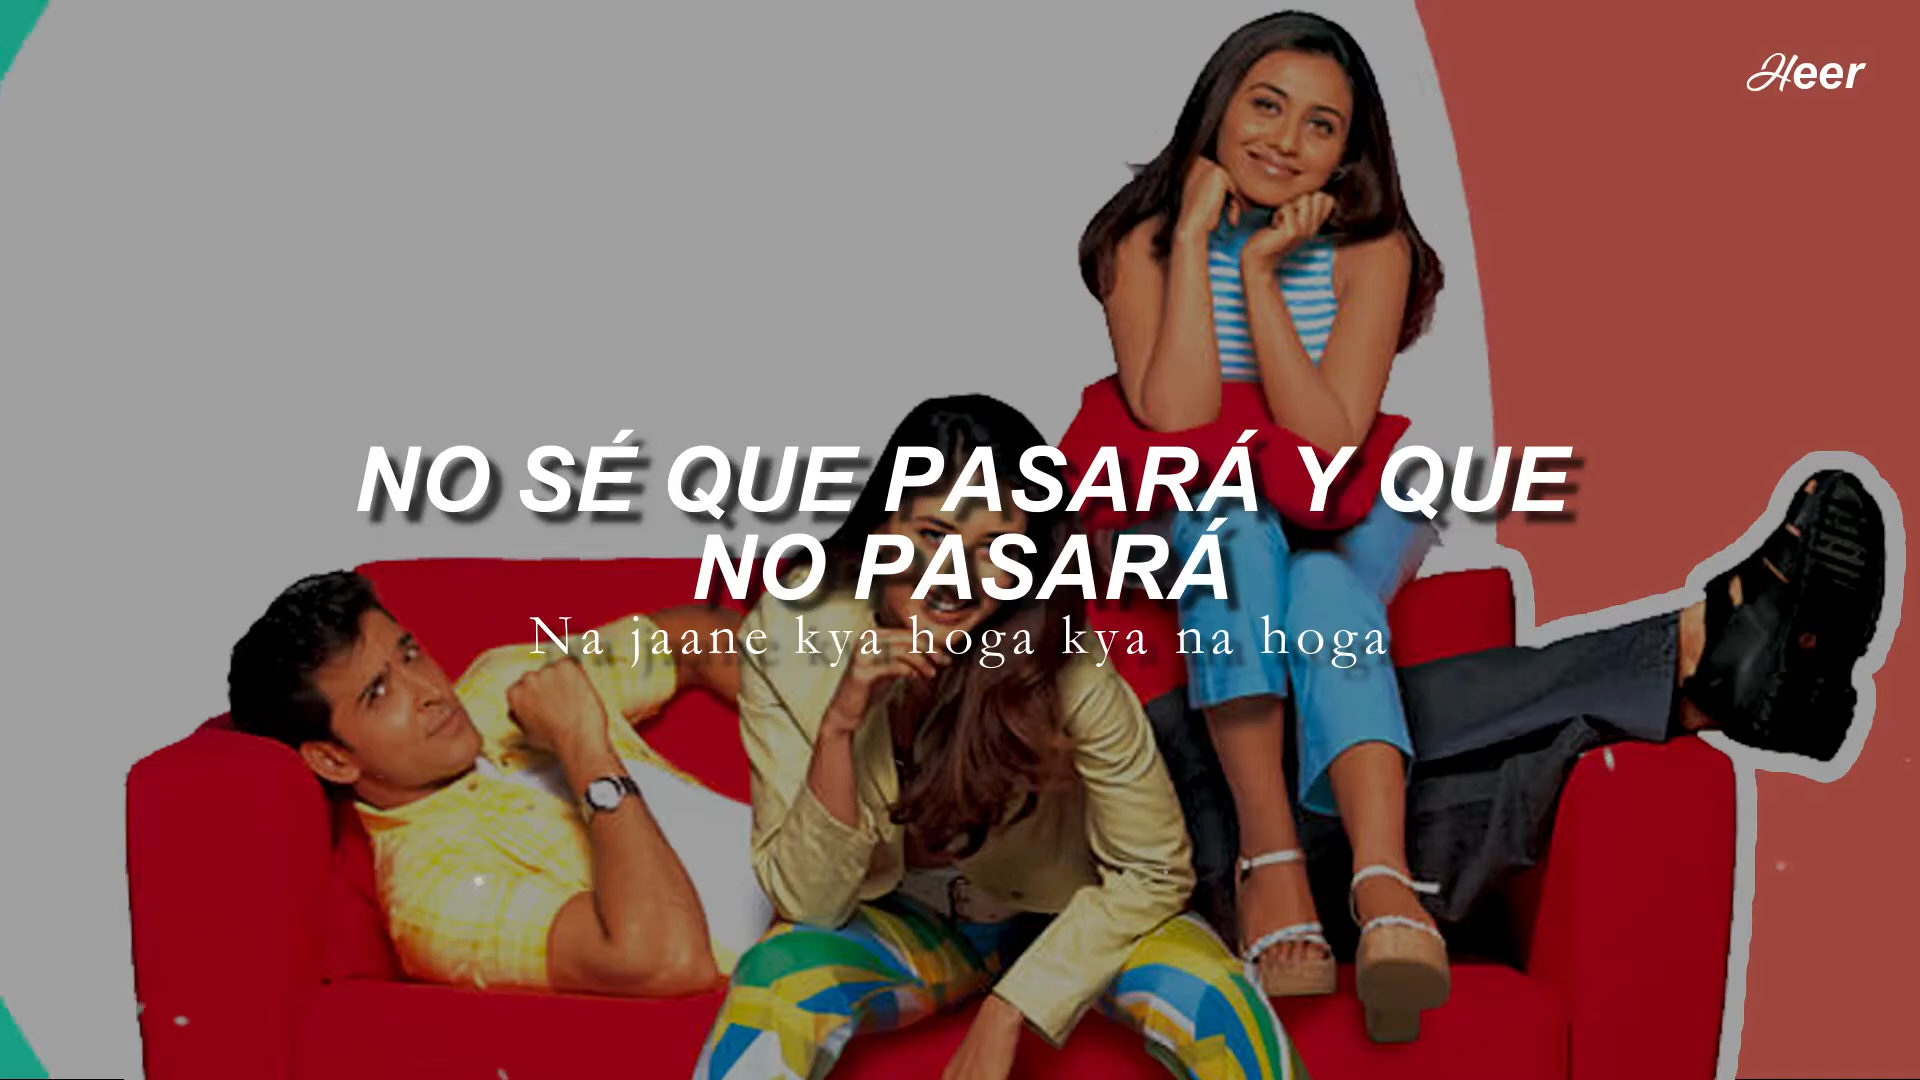 Heer
NO SÉ QUE PASARÁ Y QUE
NO PASARÁ
Na jaane kya hoga kya na hoga